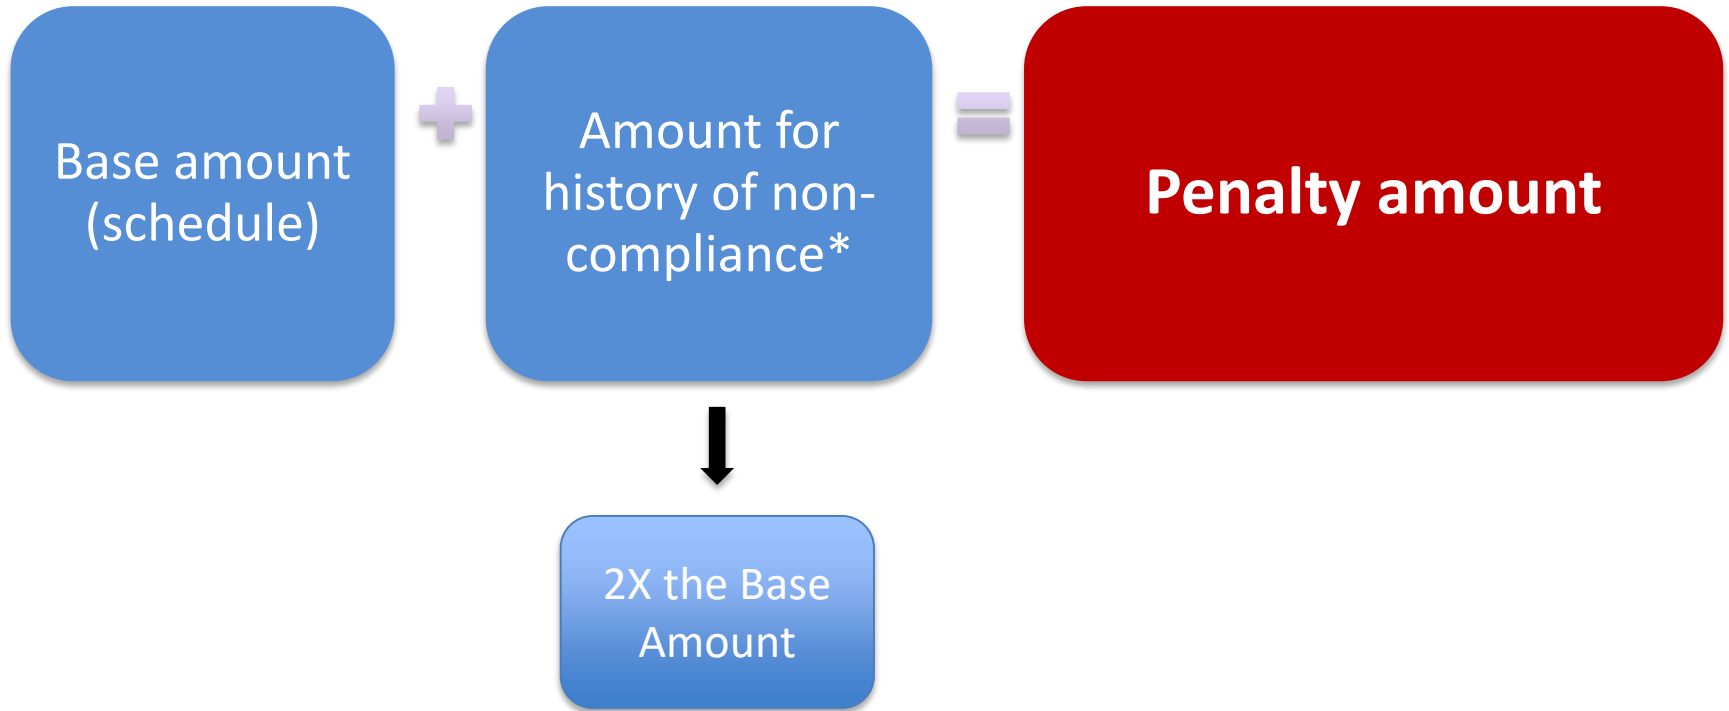 Base amount
(schedule)
Amount for
history of non-
compliance*
Penalty amount
2X the Base
Amount